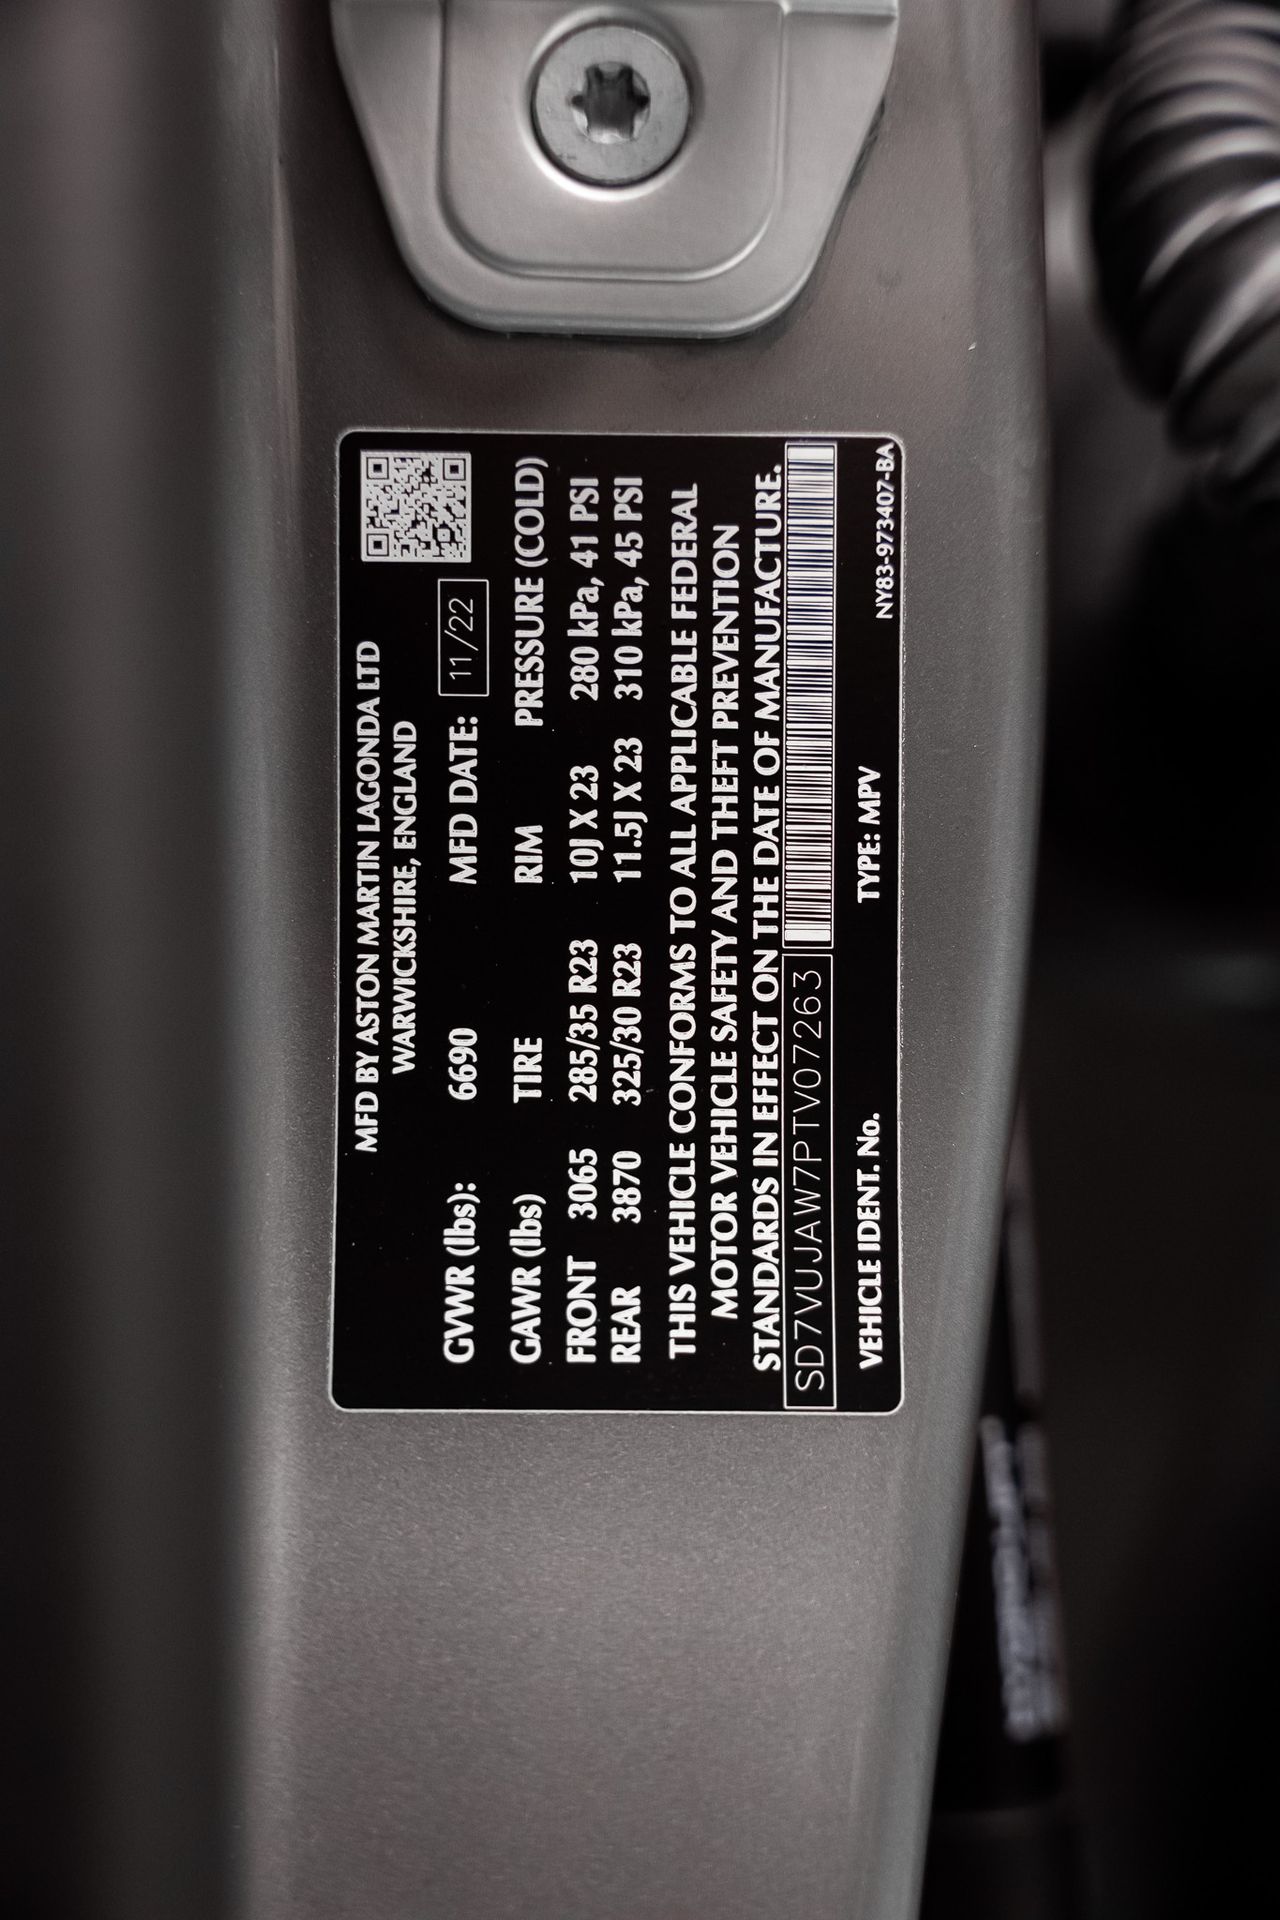 MFD BY ASTON MARTIN LAGONDA LTD
WARWICKSHIRE, ENGLAND
GVWR (lbs): 6690 MFD DATE: 11/22
GAWR (lbs) TIRE RIM PRESSURE (COLD)
FRONT 3065 285/35 R23 10J X 23 280 kPa, 41 PSI
REAR 3870 325/30 R23 11.5J X 23 310 kPa, 45 PSI
THIS VEHICLE CONFORMS TO ALL APPLICABLE FEDERAL
MOTOR VEHICLE SAFETY AND THEFT PREVENTION
STANDARDS IN EFFECT ON THE DATE OF MANUFACTURE.
SD7VUJAW7PTV07263
VEHICLE IDENT. No. TYPE: MPV NY83-973407-BA